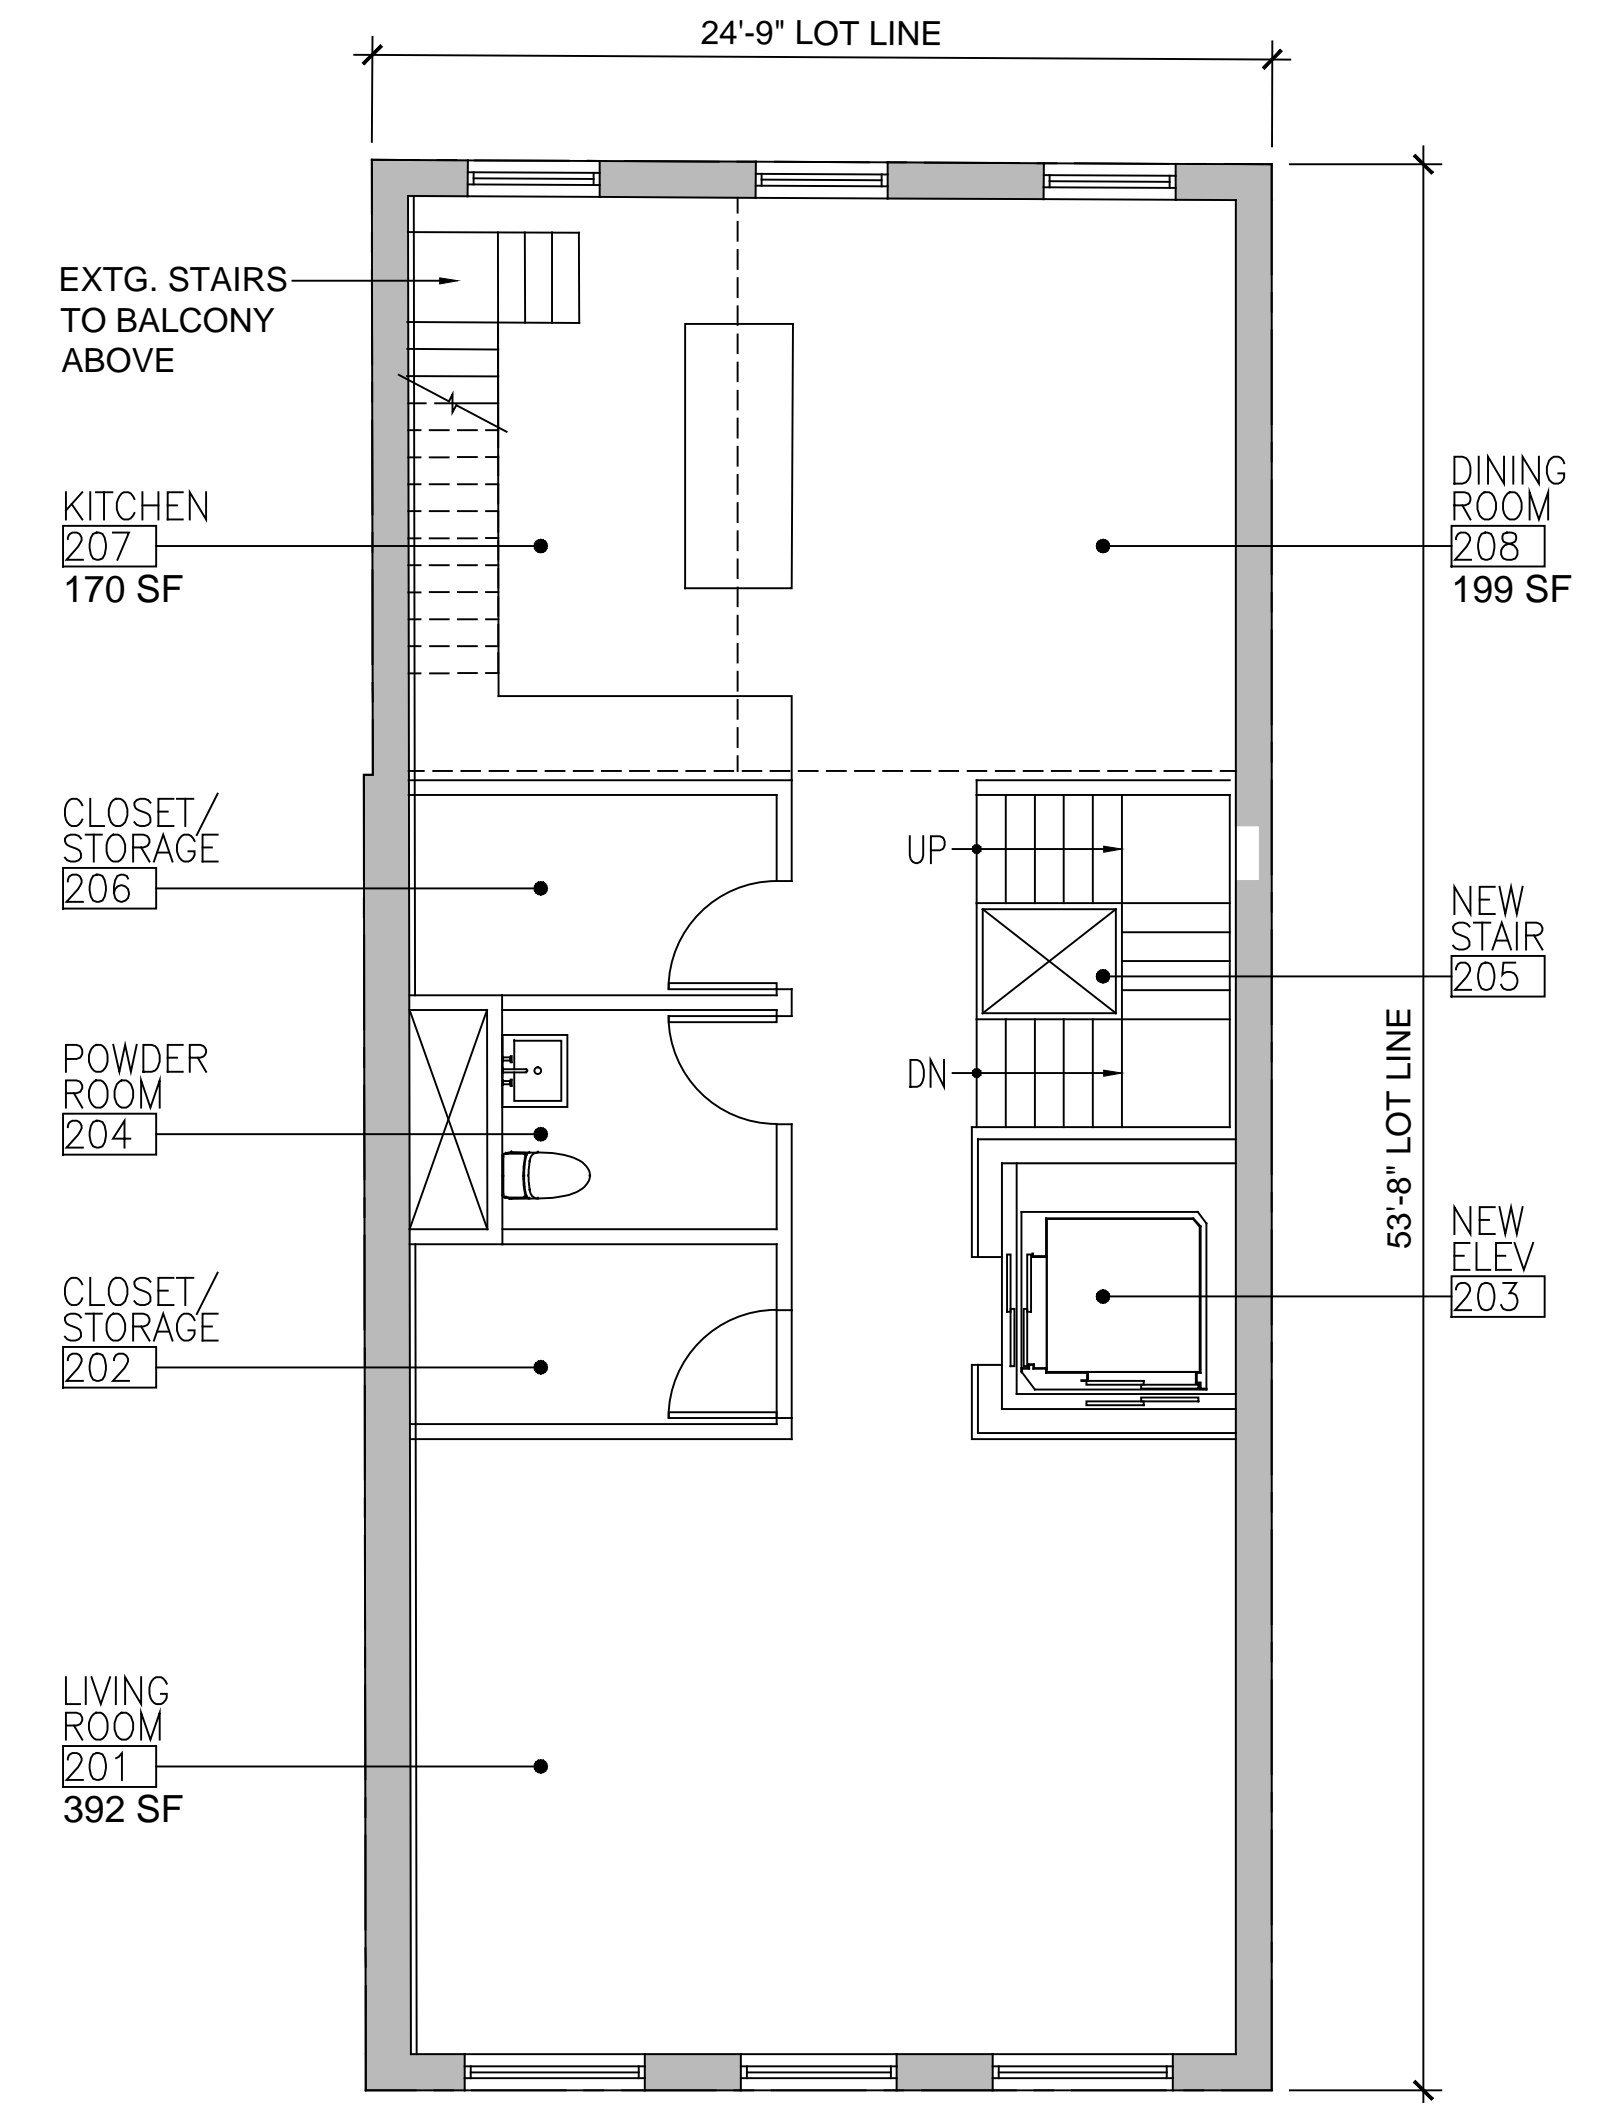 24'-9" LOT LINE
EXTG. STAIRS
TO BALCONY
ABOVE
KITCHEN
207
170 SF
DINING
ROOM
208
199 SF
CLOSET/
STORAGE
206
UP
NEW
STAIR
205
POWDER
ROOM
204
DN
53'-8" LOT LINE
NEW
ELEV
203
CLOSET/
STORAGE
202
LIVING
ROOM
201
392 SF